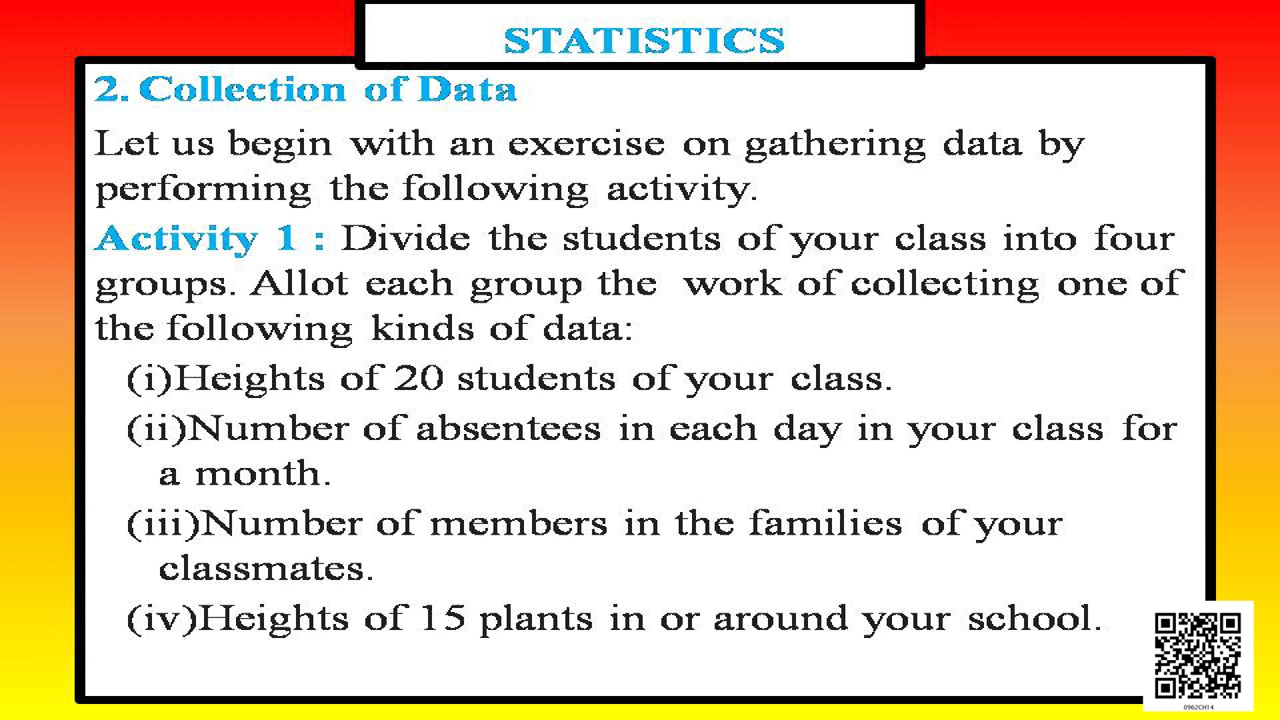 STATISTICS
2. Collection of Data
Let us begin with an exercise on gathering data by
performing the following activity.
Activity 1 : Divide the students of your class into four
groups. Allot each group the work of collecting one of
the following kinds of data:
(i)Heights of 20 students of your class.
(ii)Number of absentees in each day in your class for
a month.
(iii)Number of members in the families of your
classmates.
(iv)Heights of 15 plants in or around your school.
0962CH14